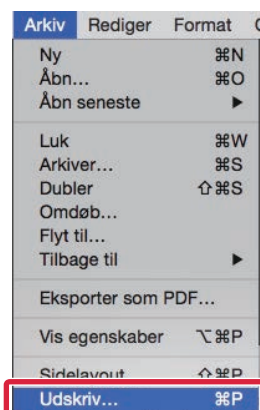 Arkiv Rediger Format
Ny ⌘N
Åbn... ⌘O
Åbn seneste ▶
Luk ⌘W
Arkiver... ⌘S
Dubler ⇧⌘S
Omdøb...
Flyt til...
Tilbage til ▶
Eksporter som PDF...
Vis egenskaber ⌥⌘P
Sidelayout ⇧⌘P
Udskriv... ⌘P